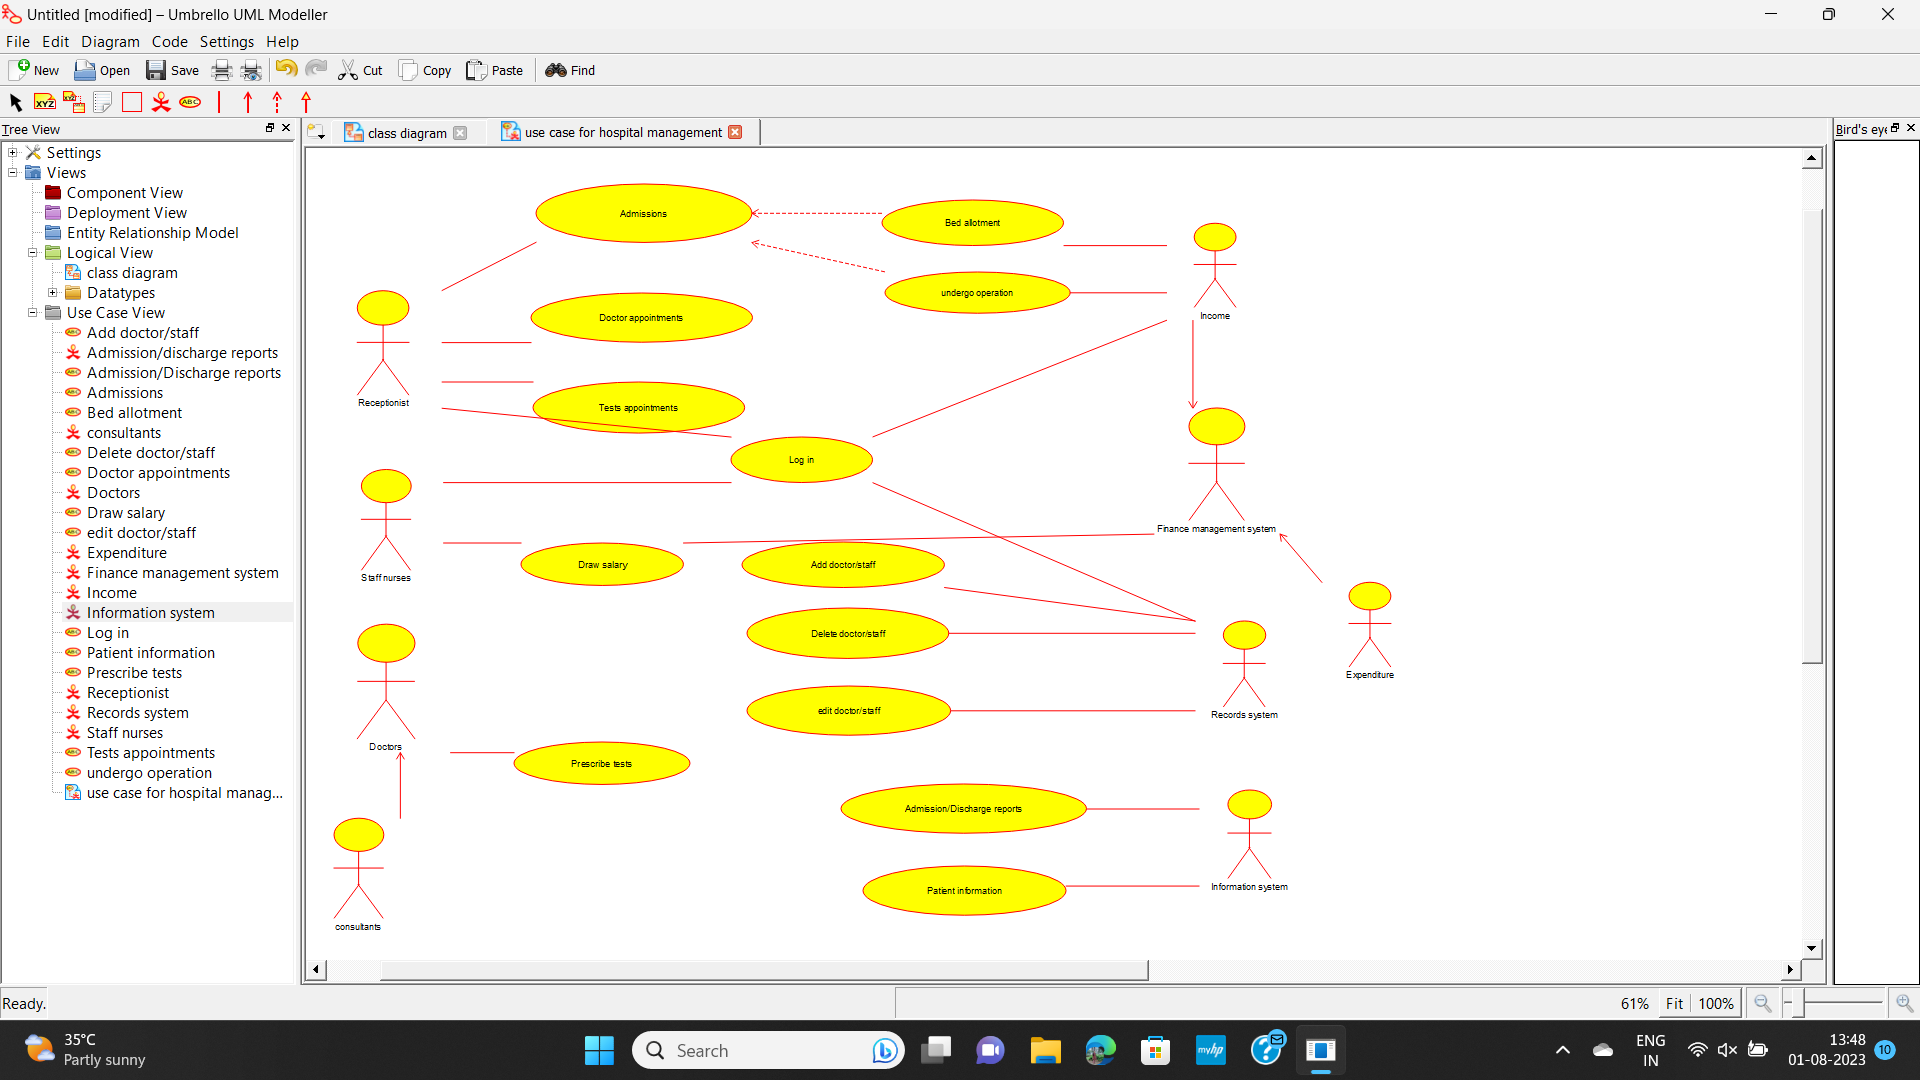 Untitled [modified] – Umbrello UML Modeller
File Edit Diagram Code Settings Help
New Open Save Cut Copy Paste Find
XYZ XYZ ABC
Tree View
class diagram
use case for hospital management
Bird's eye
Settings
Views
Component View
Deployment View
Entity Relationship Model
Logical View
class diagram
Datatypes
Use Case View
Add doctor/staff
Admission/discharge reports
Admission/Discharge reports
Admissions
Bed allotment
consultants
Delete doctor/staff
Doctor appointments
Doctors
Draw salary
edit doctor/staff
Expenditure
Finance management system
Income
Information system
Log in
Patient information
Prescribe tests
Receptionist
Records system
Staff nurses
Tests appointments
undergo operation
use case for hospital manag...
Admissions
Bed allotment
undergo operation
Income
Doctor appointments
Receptionist
Tests appointments
Log in
Finance management system
Staff nurses
Draw salary
Add doctor/staff
Delete doctor/staff
Expenditure
edit doctor/staff
Records system
Doctors
Prescribe tests
Admission/Discharge reports
Patient information
Information system
consultants
Ready.
61% Fit 100%
35°C
Partly sunny
Search
myhp
ENG
IN
13:48
01-08-2023
10